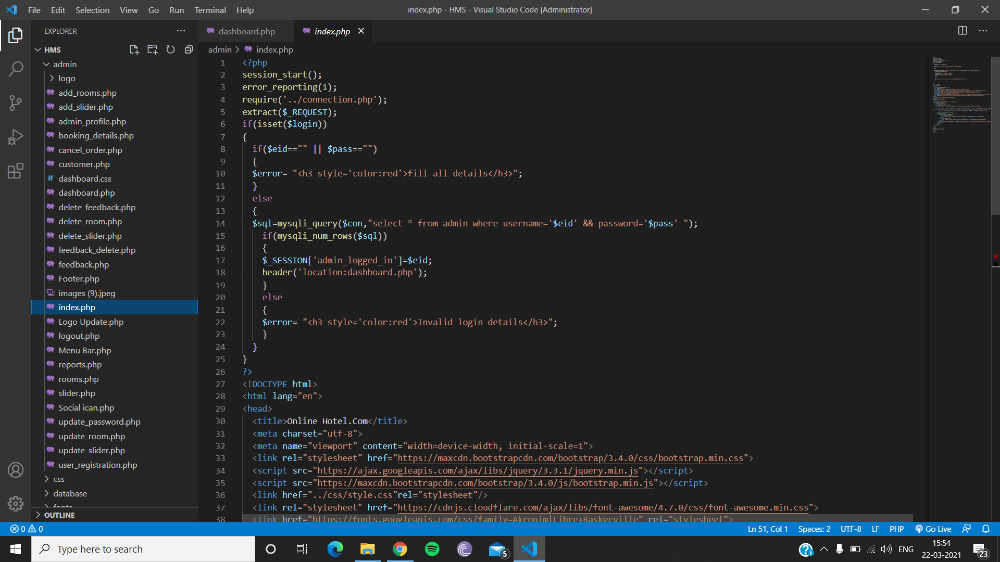 File Edit Selection View Go Run Terminal Help
index.php - HMS - Visual Studio Code [Administrator]
EXPLORER
HMS
admin
logo
add_rooms.php
add_slider.php
admin_profile.php
booking_details.php
cancel_order.php
customer.php
dashboard.css
dashboard.php
delete_feedback.php
delete_room.php
delete_slider.php
feedback_delete.php
feedback.php
Footer.php
images (9).jpeg
index.php
Logo Update.php
logout.php
Menu Bar.php
reports.php
rooms.php
slider.php
Social ican.php
update_password.php
update_room.php
update_slider.php
user_registration.php
css
database
fonts
OUTLINE
dashboard.php
index.php
admin > index.php
1 <?php
2 session_start();
3 error_reporting(1);
4 require('../connection.php');
5 extract($_REQUEST);
6 if(isset($login))
7 {
8 if($eid=="" || $pass=="")
9 {
10 $error= "<h3 style='color:red'>fill all details</h3>";
11 }
12 else
13 {
14 $sql=mysqli_query($con,"select * from admin where username='$eid' && password='$pass' ");
15 if(mysqli_num_rows($sql))
16 {
17 $_SESSION['admin_logged_in']=$eid;
18 header('location:dashboard.php');
19 }
20 else
21 {
22 $error= "<h3 style='color:red'>Invalid login details</h3>";
23 }
24 }
25 }
26 ?>
27 <!DOCTYPE html>
28 <html lang="en">
29 <head>
30 <title>Online Hotel.Com</title>
31 <meta charset="utf-8">
32 <meta name="viewport" content="width=device-width, initial-scale=1">
33 <link rel="stylesheet" href="https://maxcdn.bootstrapcdn.com/bootstrap/3.4.0/css/bootstrap.min.css">
34 <script src="https://ajax.googleapis.com/ajax/libs/jquery/3.3.1/jquery.min.js"></script>
35 <script src="https://maxcdn.bootstrapcdn.com/bootstrap/3.4.0/js/bootstrap.min.js"></script>
36 <link href="../css/style.css"rel="stylesheet"/>
37 <link rel="stylesheet" href="https://cdnjs.cloudflare.com/ajax/libs/font-awesome/4.7.0/css/font-awesome.min.css">
38 <link href="https://fonts.googleapis.com/css?family=Akronim|Libre+Baskerville" rel="stylesheet">
0 0
Ln 51, Col 1 Spaces: 2 UTF-8 LF PHP Go Live
Type here to search
5
ENG
15:54
22-03-2021
23